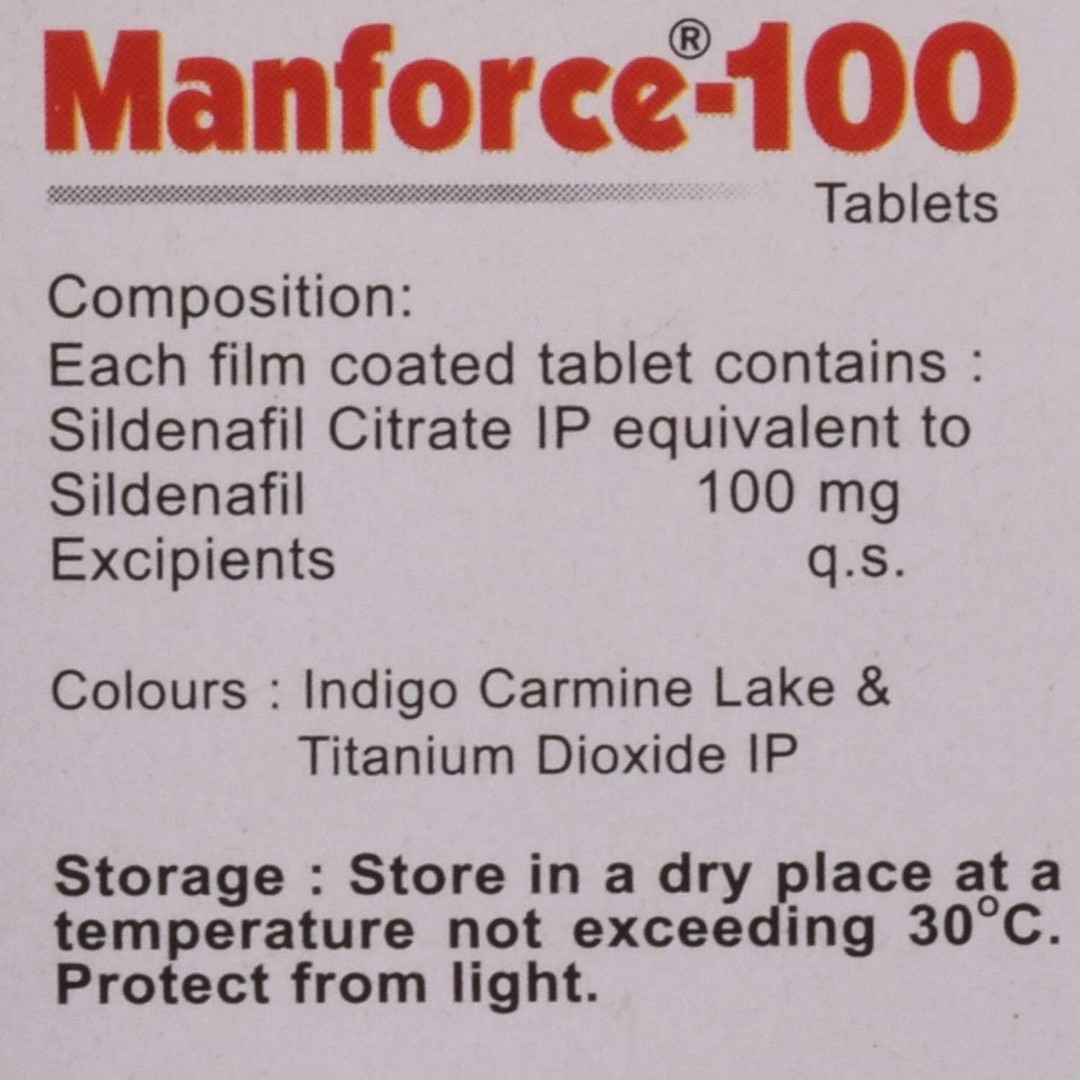 Manforce®-100
Tablets
Composition:
Each film coated tablet contains :
Sildenafil Citrate IP equivalent to
Sildenafil 100 mg
Excipients q.s.
Colours : Indigo Carmine Lake &
Titanium Dioxide IP
Storage : Store in a dry place at a
temperature not exceeding 30°C.
Protect from light.